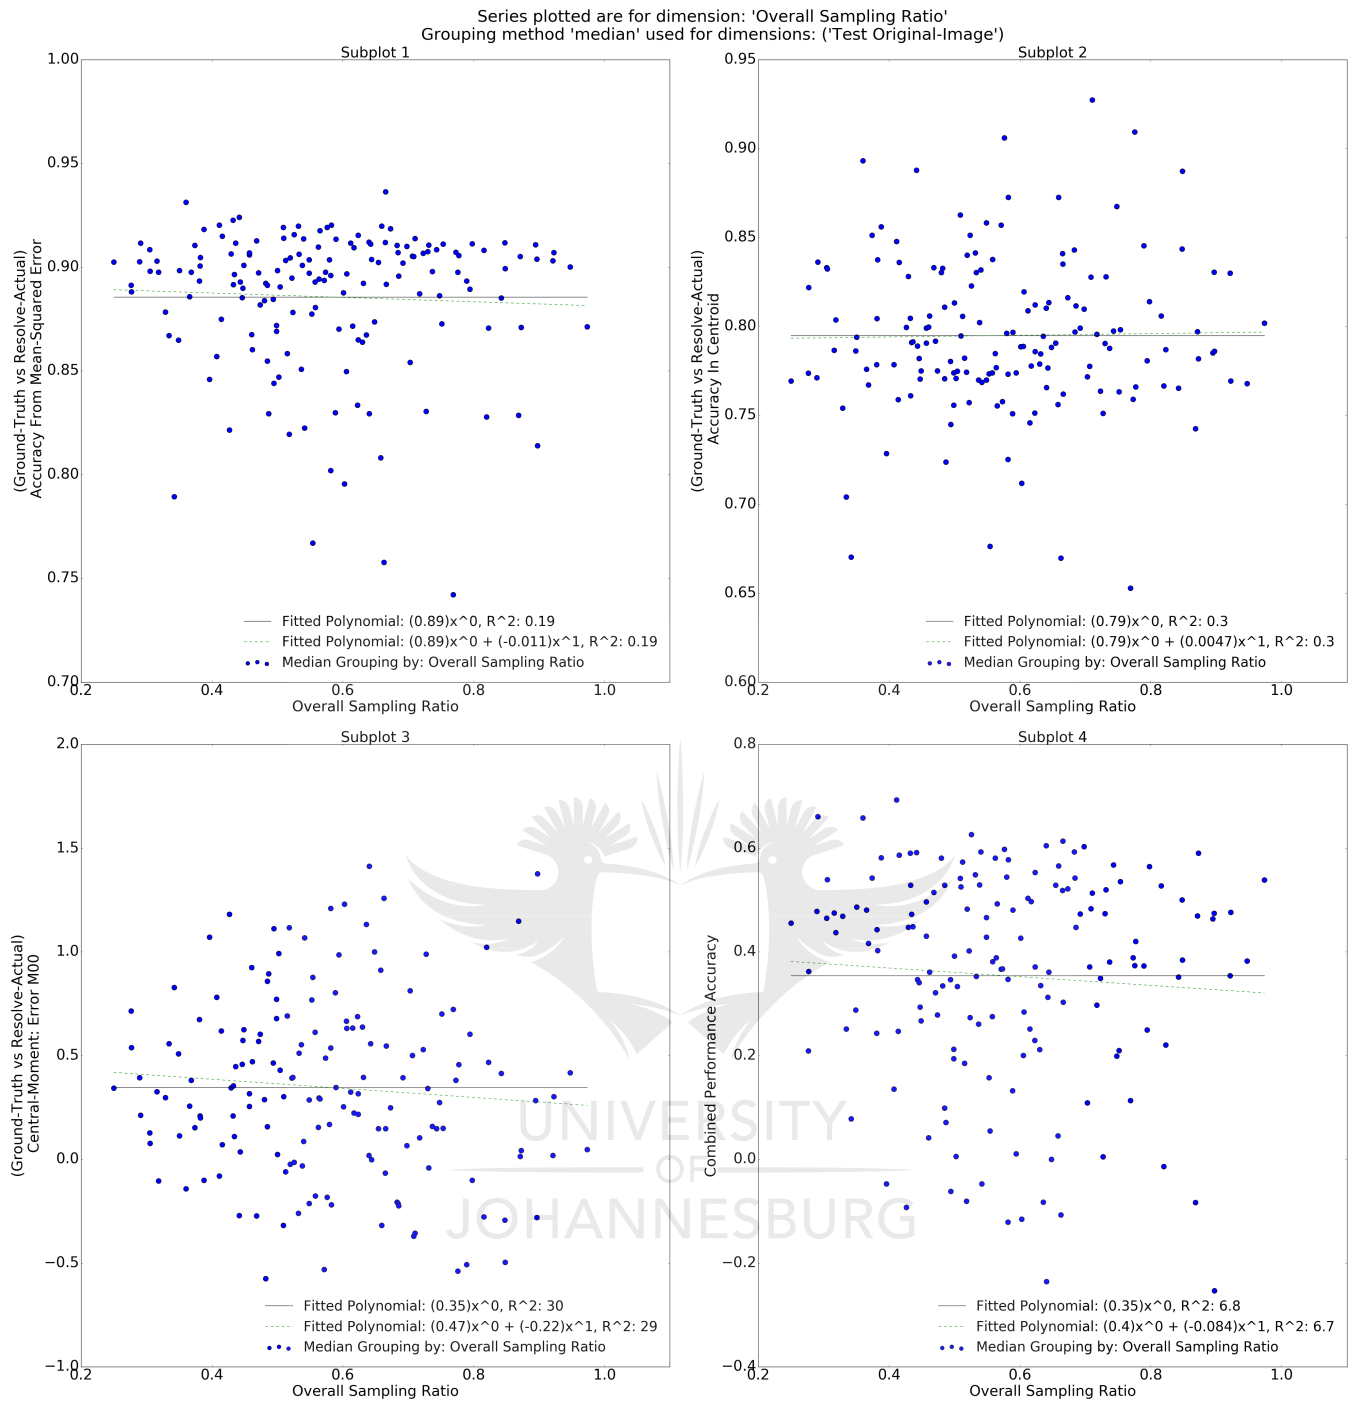 Series plotted are for dimension: 'Overall Sampling Ratio'
Grouping method 'median' used for dimensions: ('Test Original-Image')
Subplot 1
1.00
0.95
0.90
0.85
0.80
0.75
0.70
(Ground-Truth vs Resolve-Actual)
Accuracy From Mean-Squared Error
Fitted Polynomial: (0.89)x^0, R^2: 0.19
Fitted Polynomial: (0.89)x^0 + (-0.011)x^1, R^2: 0.19
Median Grouping by: Overall Sampling Ratio
0.2 0.4 0.6 0.8 1.0
Overall Sampling Ratio
Subplot 2
0.95
0.90
0.85
0.80
0.75
0.70
0.65
0.60
(Ground-Truth vs Resolve-Actual)
Accuracy In Centroid
Fitted Polynomial: (0.79)x^0, R^2: 0.3
Fitted Polynomial: (0.79)x^0 + (0.0047)x^1, R^2: 0.3
Median Grouping by: Overall Sampling Ratio
0.2 0.4 0.6 0.8 1.0
Overall Sampling Ratio
Subplot 3
2.0
1.5
1.0
0.5
0.0
−0.5
−1.0
(Ground-Truth vs Resolve-Actual)
Central-Moment: Error M00
Fitted Polynomial: (0.35)x^0, R^2: 30
Fitted Polynomial: (0.47)x^0 + (-0.22)x^1, R^2: 29
Median Grouping by: Overall Sampling Ratio
0.2 0.4 0.6 0.8 1.0
Overall Sampling Ratio
Subplot 4
0.8
0.6
0.4
0.2
0.0
−0.2
−0.4
Combined Performance Accuracy
Fitted Polynomial: (0.35)x^0, R^2: 6.8
Fitted Polynomial: (0.4)x^0 + (-0.084)x^1, R^2: 6.7
Median Grouping by: Overall Sampling Ratio
0.2 0.4 0.6 0.8 1.0
Overall Sampling Ratio
UNIVERSITY
OF
JOHANNESBURG